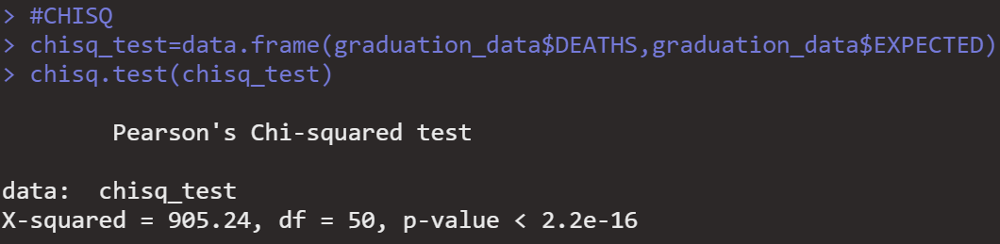 > #CHISQ
> chisq_test=data.frame(graduation_data$DEATHS,graduation_data$EXPECTED)
> chisq.test(chisq_test)
Pearson's Chi-squared test
data:  chisq_test
X-squared = 905.24, df = 50, p-value < 2.2e-16